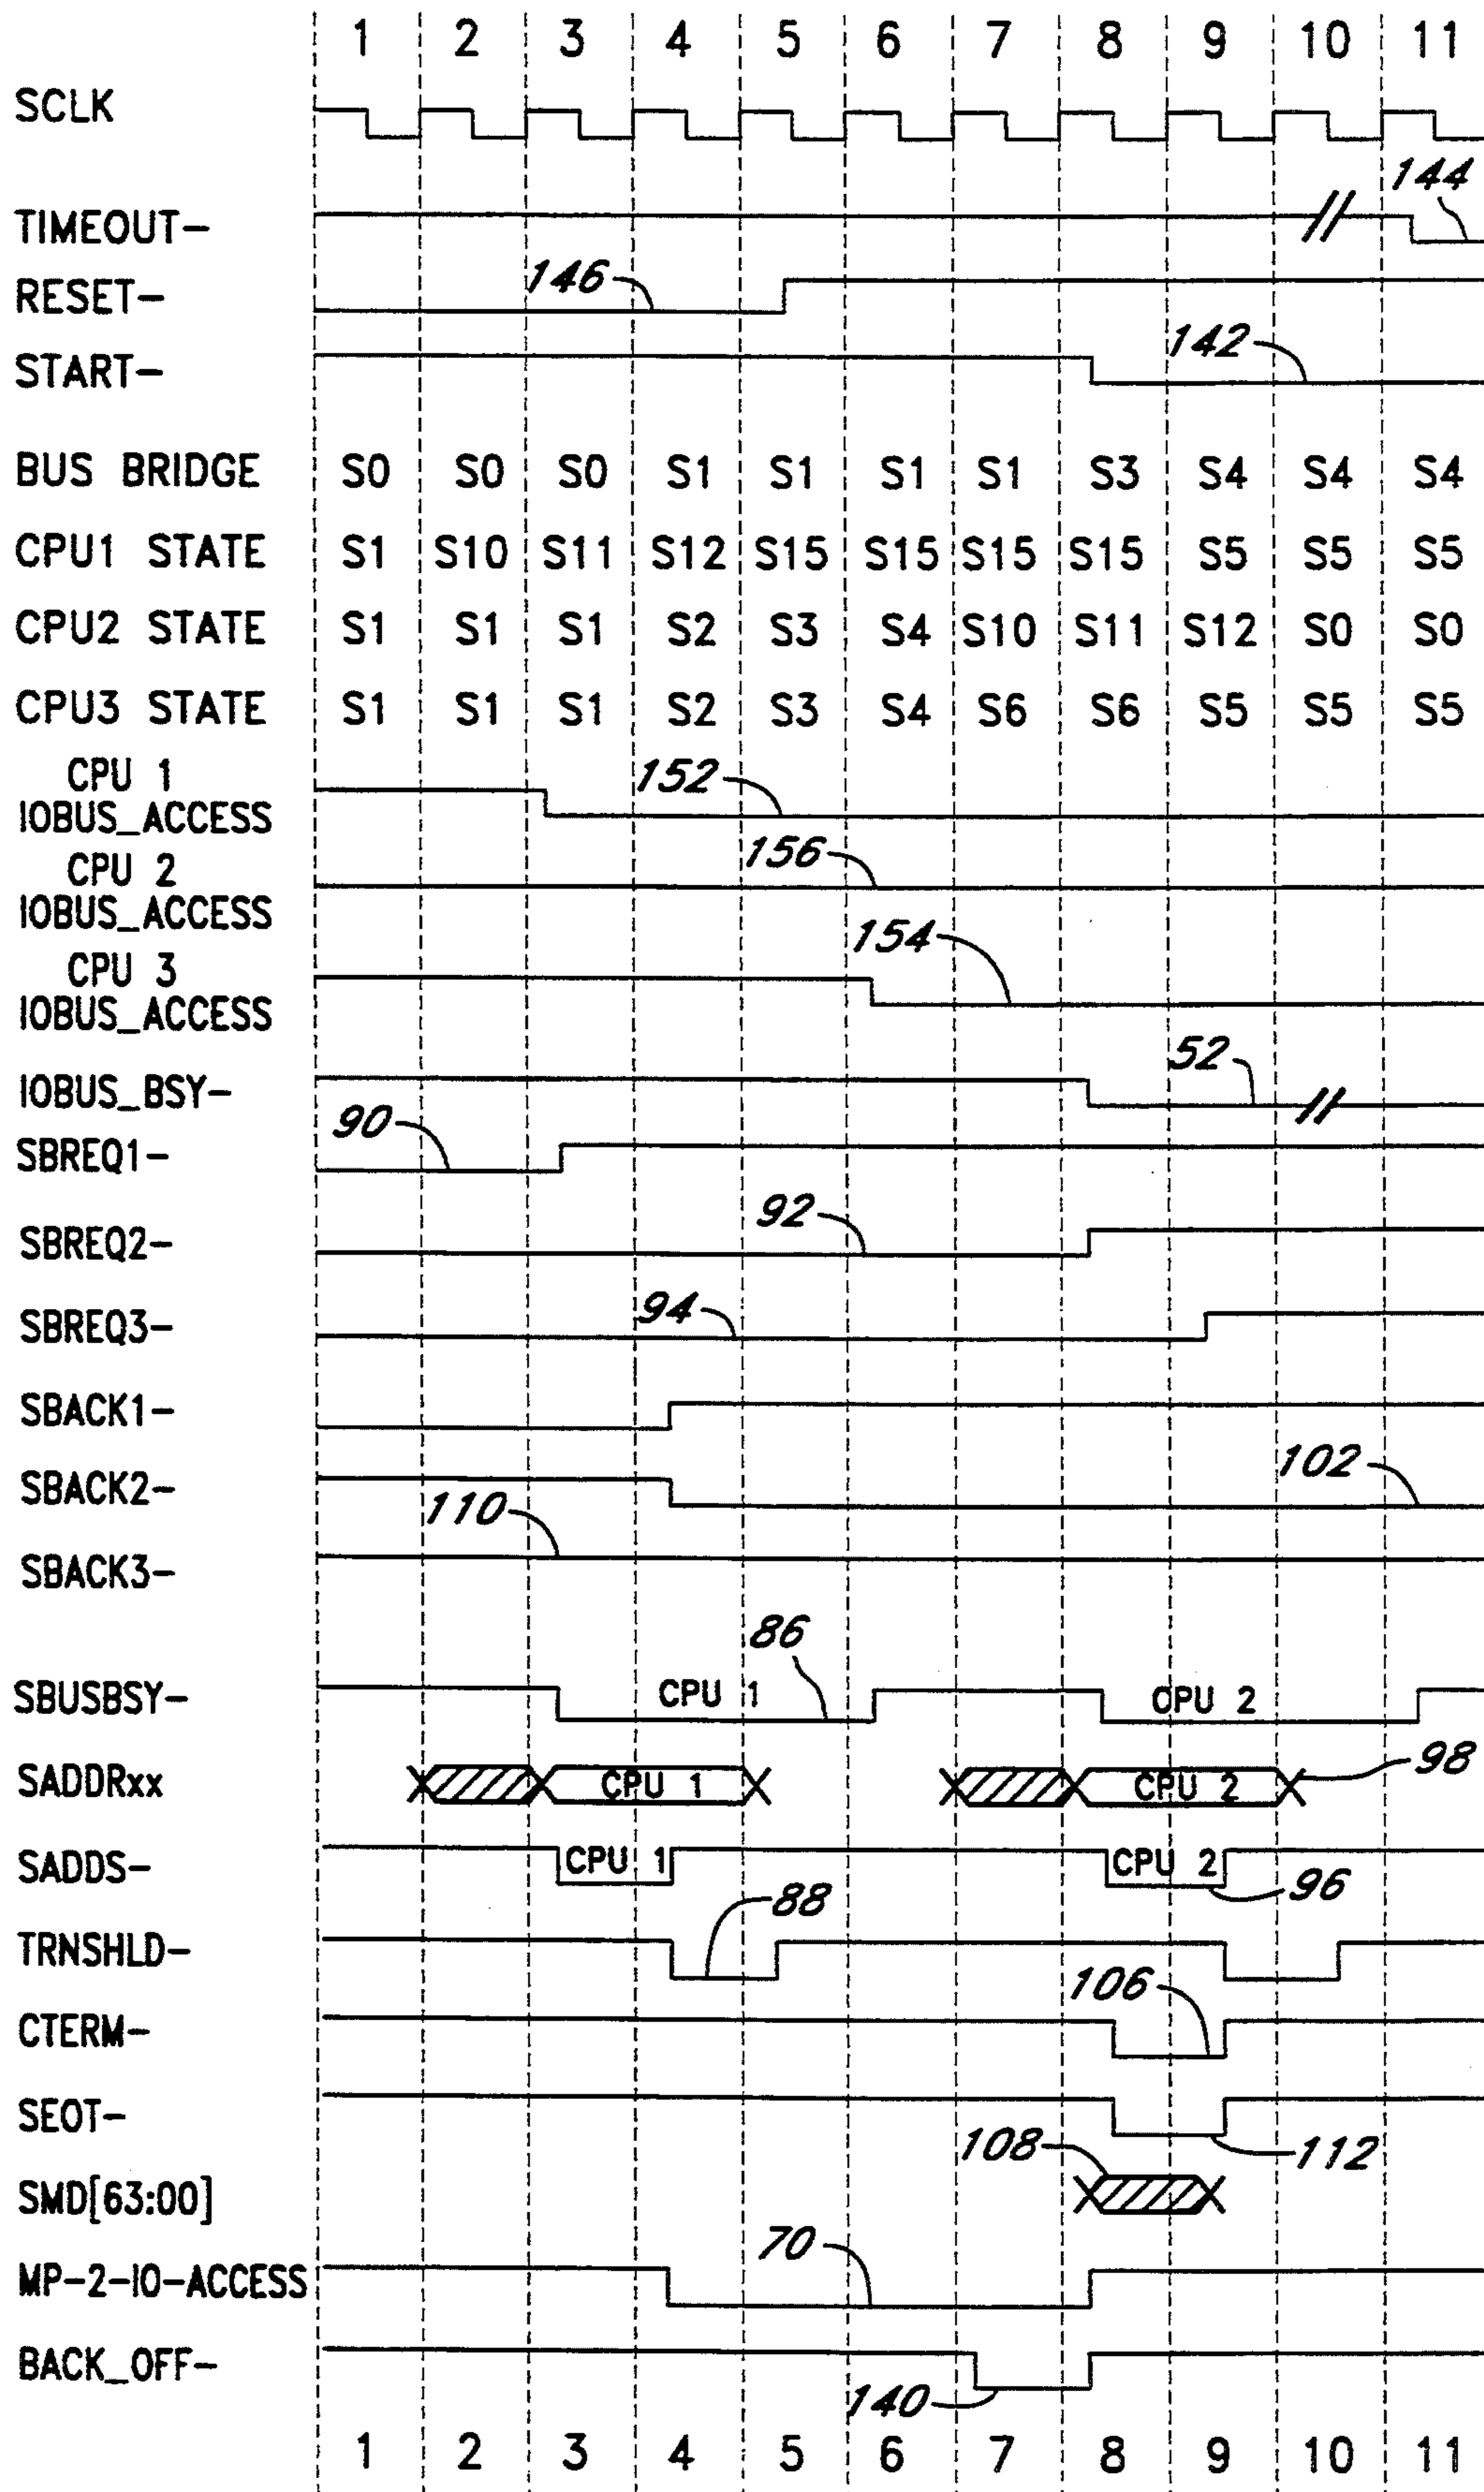 1 2 3 4 5 6 7 8 9 10 11
SCLK
144
TIMEOUT-
146
RESET-
142
START-
BUS BRIDGE S0 S0 S0 S1 S1 S1 S1 S3 S4 S4 S4
CPU1 STATE S1 S10 S11 S12 S15 S15 S15 S15 S5 S5 S5
CPU2 STATE S1 S1 S1 S2 S3 S4 S10 S11 S12 S0 S0
CPU3 STATE S1 S1 S1 S2 S3 S4 S6 S6 S5 S5 S5
CPU 1 152
IOBUS_ACCESS
CPU 2 156
IOBUS_ACCESS
154
CPU 3
IOBUS_ACCESS
52
IOBUS_BSY-
90
SBREQ1-
92
SBREQ2-
94
SBREQ3-
SBACK1-
102
SBACK2-
110
SBACK3-
86
SBUSBSY- CPU 1 CPU 2
98
SADDRxx CPU 1 CPU 2
SADDS- CPU 1 CPU 2
96
88
TRNSHLD-
106
CTERM-
SEOT-
108 112
SMD[63:00]
70
MP-2-IO-ACCESS
BACK_OFF-
140
1 2 3 4 5 6 7 8 9 10 11